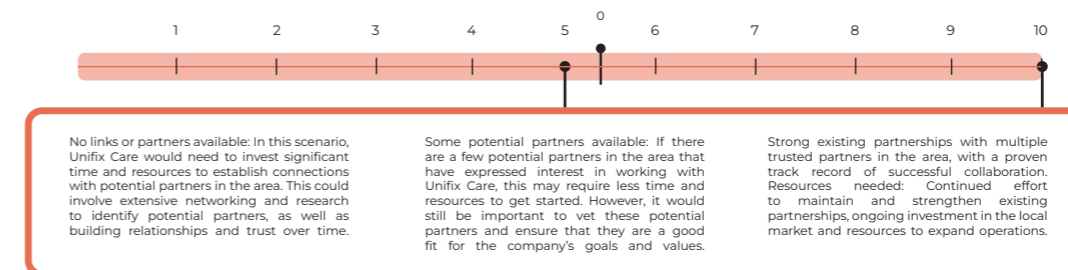 0
1 2 3 4 5 6 7 8 9 10
No links or partners available: In this scenario,
Unifix Care would need to invest significant
time and resources to establish connections
with potential partners in the area. This could
involve extensive networking and research
to identify potential partners, as well as
building relationships and trust over time.
Some potential partners available: If there
are a few potential partners in the area that
have expressed interest in working with
Unifix Care, this may require less time and
resources to get started. However, it would
still be important to vet these potential
partners and ensure that they are a good
fit for the company's goals and values.
Strong existing partnerships with multiple
trusted partners in the area, with a proven
track record of successful collaboration.
Resources needed: Continued effort
to maintain and strengthen existing
partnerships, ongoing investment in the local
market and resources to expand operations.